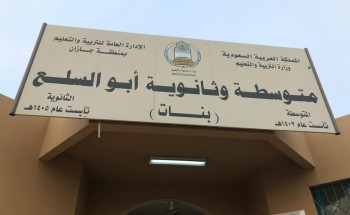 المملكة العربية السعودية
وزارة التربية والتعليم
الإدارة العامة للتربية والتعليم
بمنطقة جازان
متوسطة وثانوية أبو السلع
( بنات )
المتوسطة
تأسست عام ١٤٠٢هـ
الثانوية
تأسست عام ١٤٠٥هـ